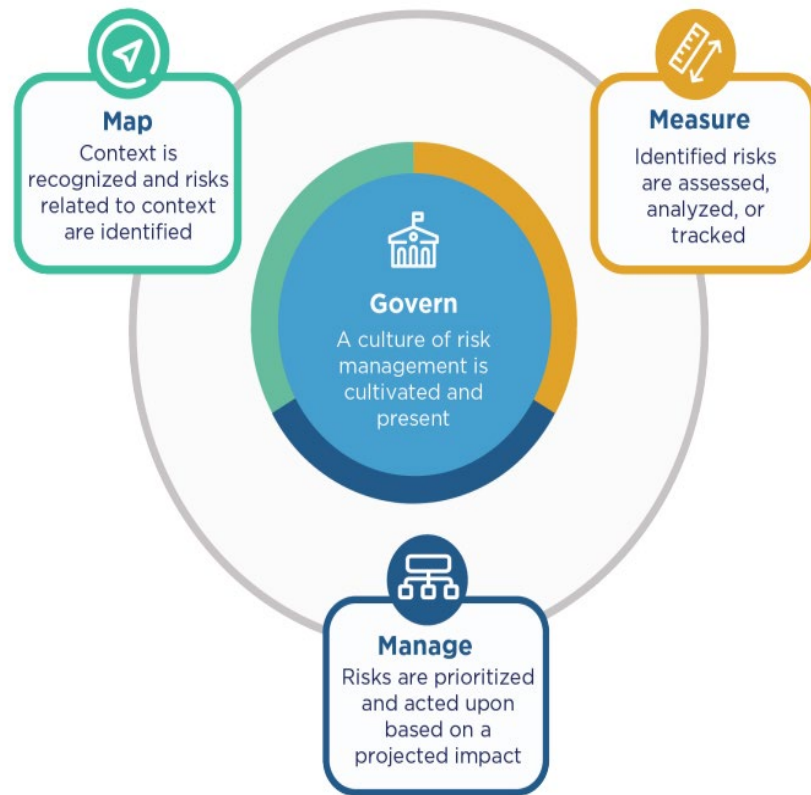 Map
Context is
recognized and risks
related to context
are identified
Measure
Identified risks
are assessed,
analyzed, or
tracked
Govern
A culture of risk
management is
cultivated and
present
Manage
Risks are prioritized
and acted upon
based on a
projected impact